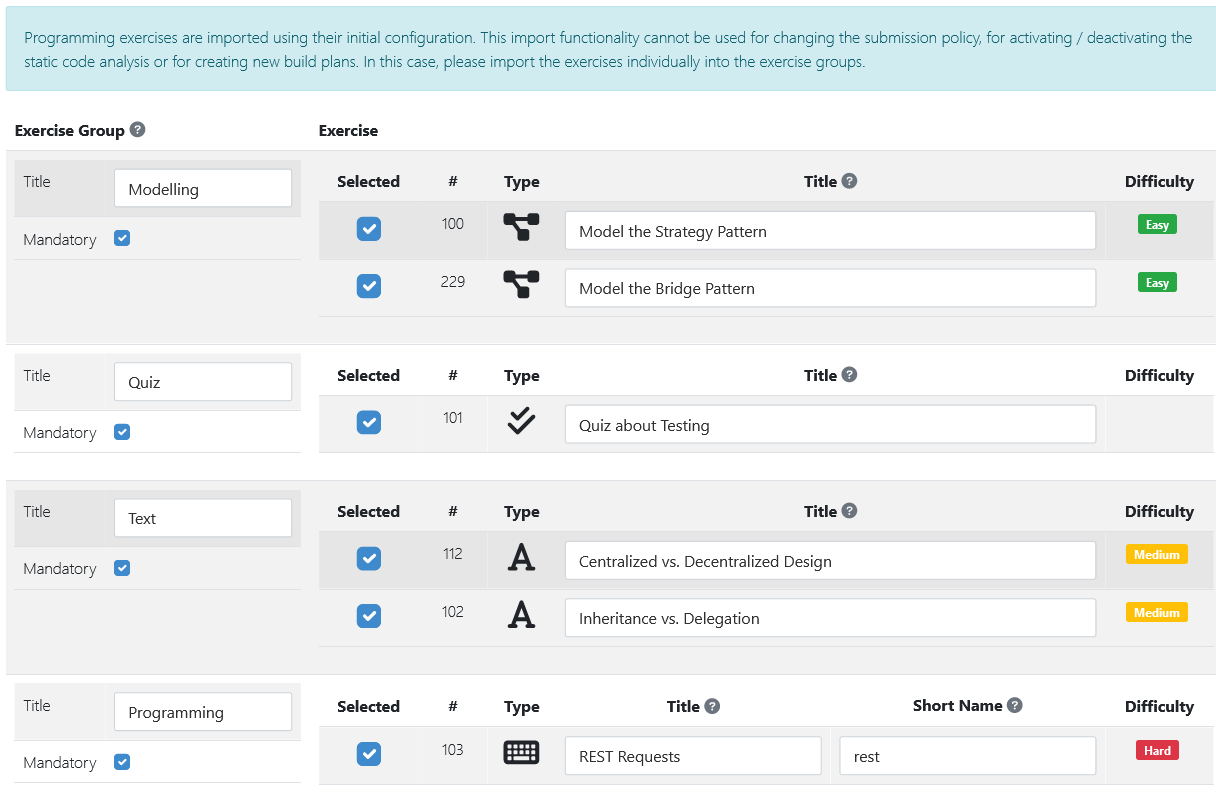 Programming exercises are imported using their initial configuration. This import functionality cannot be used for changing the submission policy, for activating / deactivating the
static code analysis or for creating new build plans. In this case, please import the exercises individually into the exercise groups.
Exercise Group ? Exercise
Title Modelling
Mandatory
Selected # Type Title ? Difficulty
100 Model the Strategy Pattern Easy
229 Model the Bridge Pattern Easy
Title Quiz
Mandatory
Selected # Type Title ? Difficulty
101 Quiz about Testing
Title Text
Mandatory
Selected # Type Title ? Difficulty
112 Centralized vs. Decentralized Design Medium
102 Inheritance vs. Delegation Medium
Title Programming
Mandatory
Selected # Type Title ? Short Name ? Difficulty
103 REST Requests rest Hard